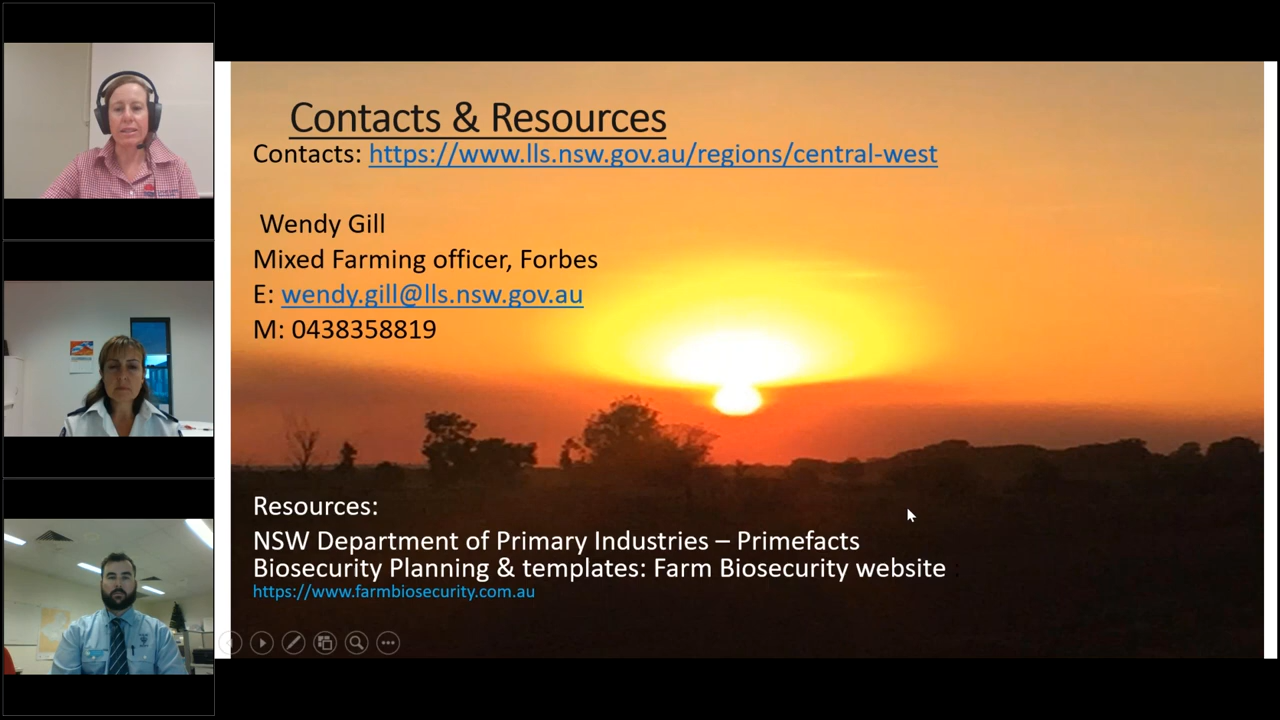 Contacts & Resources
Contacts: https://www.lls.nsw.gov.au/regions/central-west
Wendy Gill
Mixed Farming officer, Forbes
E: wendy.gill@lls.nsw.gov.au
M: 0438358819
Resources:
NSW Department of Primary Industries – Primefacts
Biosecurity Planning & templates: Farm Biosecurity website :
https://www.farmbiosecurity.com.au